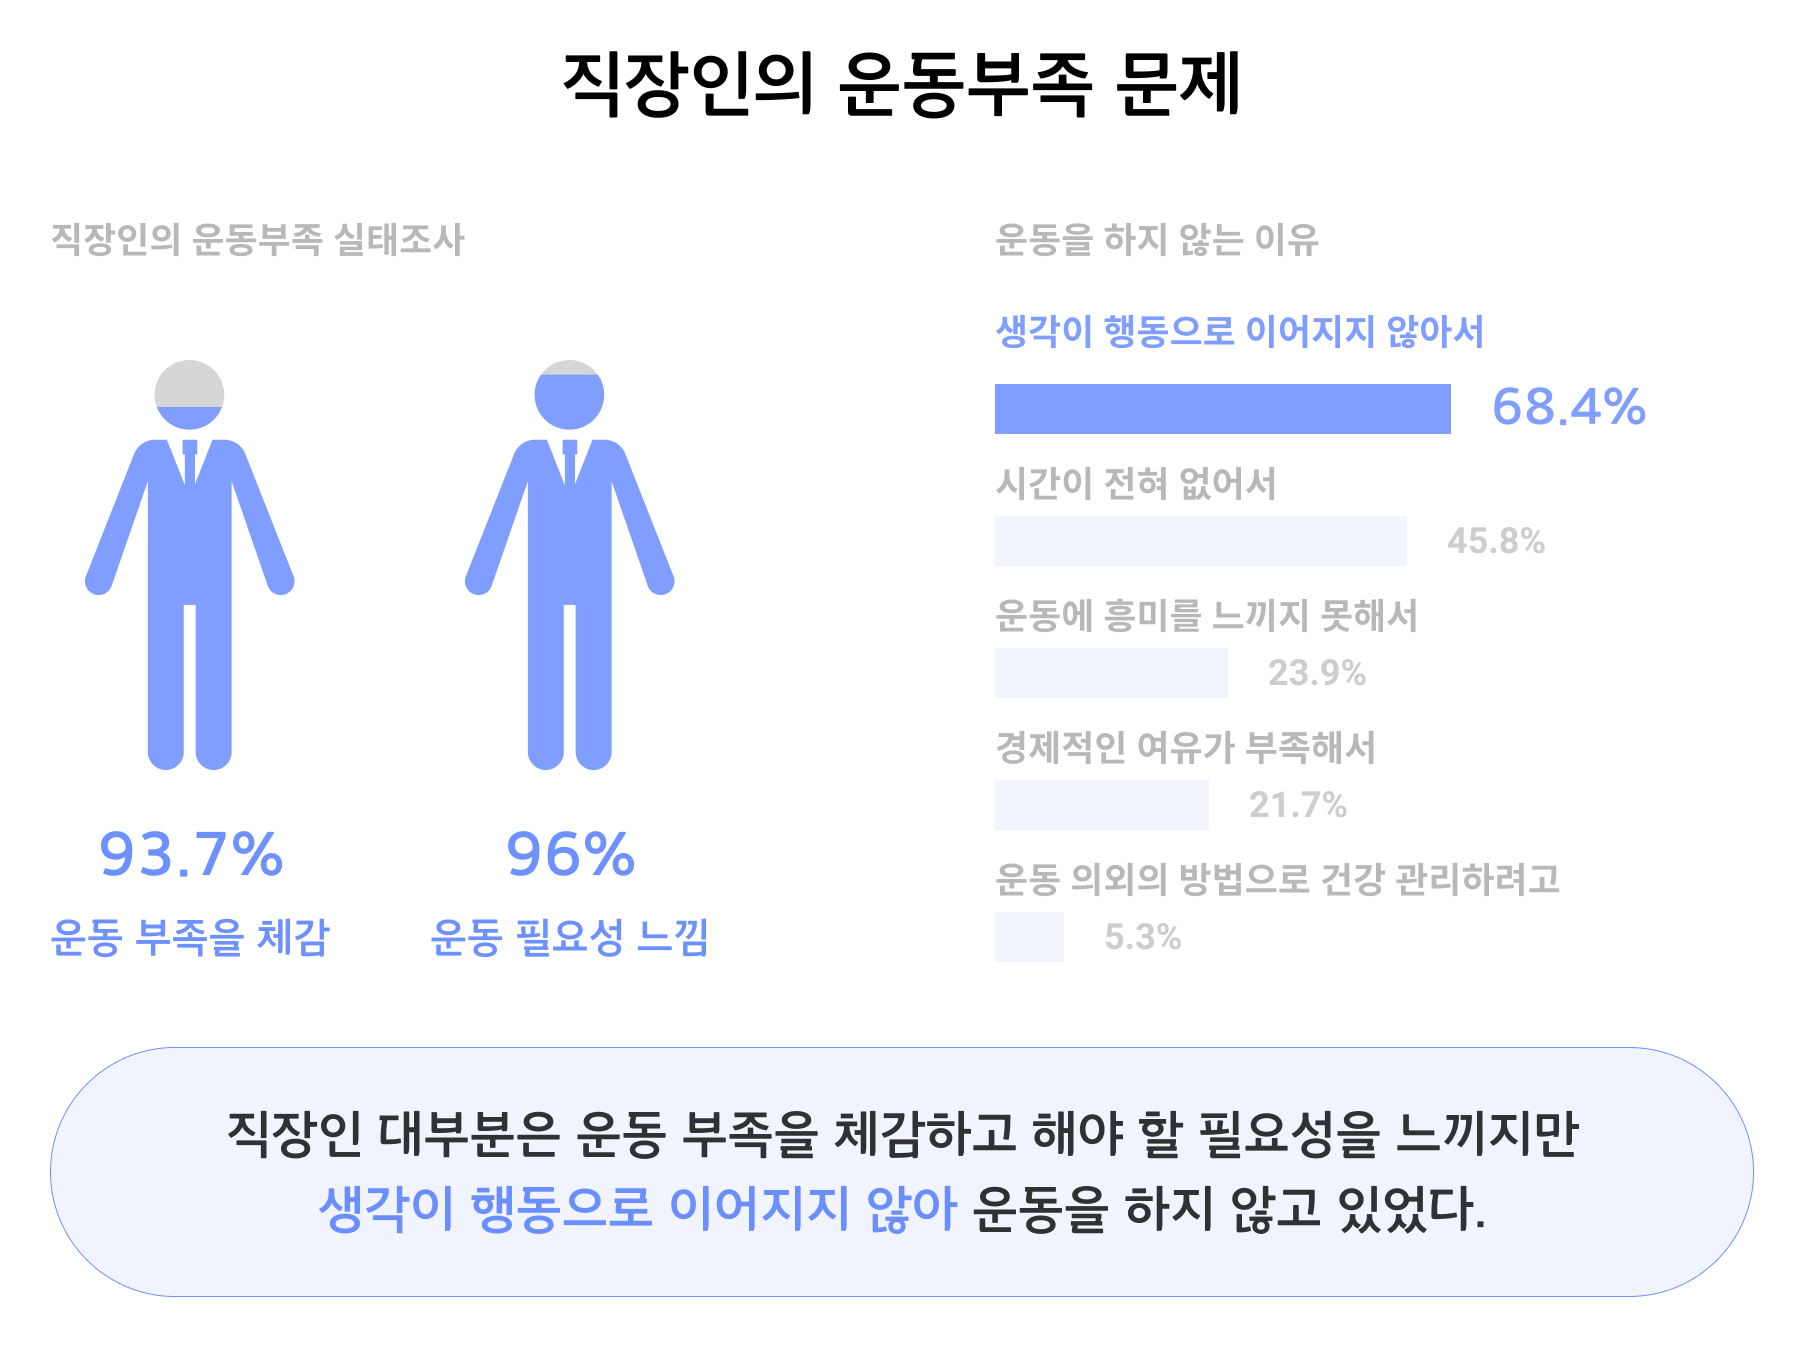 직장인의 운동부족 문제
직장인의 운동부족 실태조사
93.7%
운동 부족을 체감
96%
운동 필요성 느낌
운동을 하지 않는 이유
생각이 행동으로 이어지지 않아서
68.4%
시간이 전혀 없어서
45.8%
운동에 흥미를 느끼지 못해서
23.9%
경제적인 여유가 부족해서
21.7%
운동 의외의 방법으로 건강 관리하려고
5.3%
직장인 대부분은 운동 부족을 체감하고 해야 할 필요성을 느끼지만
생각이 행동으로 이어지지 않아 운동을 하지 않고 있었다.